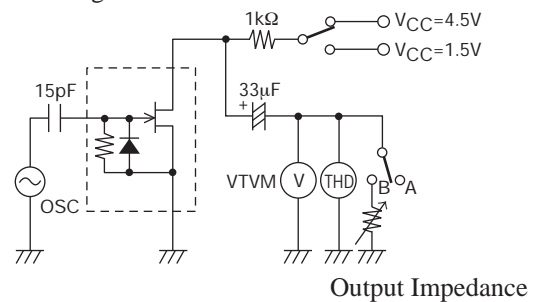 1kΩ
VCC=4.5V
VCC=1.5V
15pF
33μF
+
VTVM
V
THD
B
A
OSC
Output Impedance